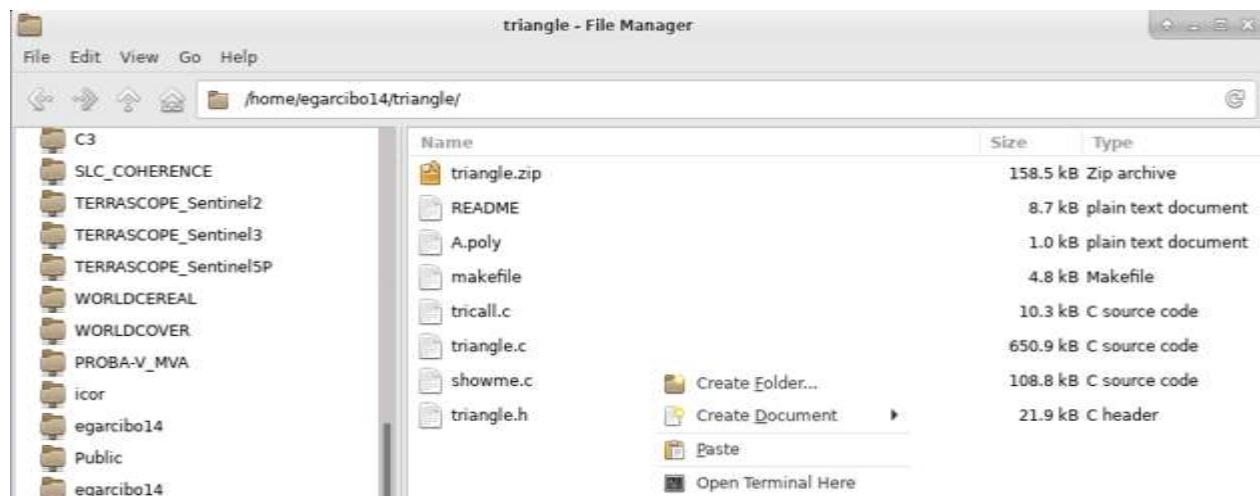 triangle - File Manager
File Edit View Go Help
/home/egarcibo14/triangle/
C3
SLC_COHERENCE
TERRASCOPE_Sentinel2
TERRASCOPE_Sentinel3
TERRASCOPE_Sentinel5P
WORLDCEREAL
WORLDCOVER
PROBA-V_MVA
icor
egarcibo14
Public
egarcibo14
Name Size Type
triangle.zip 158.5 kB Zip archive
README 8.7 kB plain text document
A.poly 1.0 kB plain text document
makefile 4.8 kB Makefile
tricall.c 10.3 kB C source code
triangle.c 650.9 kB C source code
showme.c 108.8 kB C source code
triangle.h 21.9 kB C header
Create Folder...
Create Document
Paste
Open Terminal Here